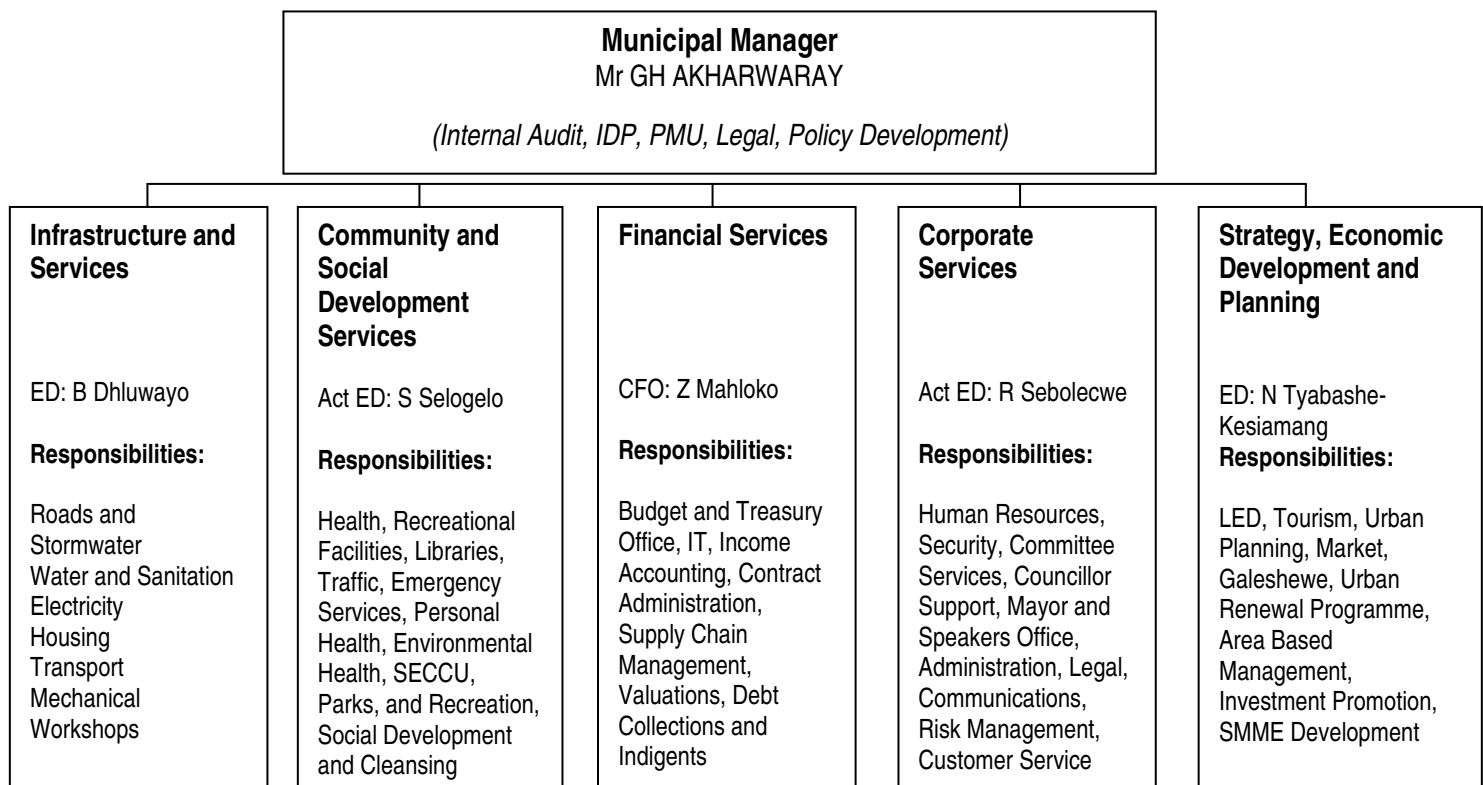 Municipal Manager
Mr GH AKHARWARAY
(Internal Audit, IDP, PMU, Legal, Policy Development)
Infrastructure and
Services
ED: B Dhluwayo
Responsibilities:
Roads and
Stormwater
Water and Sanitation
Electricity
Housing
Transport
Mechanical
Workshops
Community and
Social
Development
Services
Act ED: S Selogelo
Responsibilities:
Health, Recreational
Facilities, Libraries,
Traffic, Emergency
Services, Personal
Health, Environmental
Health, SECCU,
Parks, and Recreation,
Social Development
and Cleansing
Financial Services
CFO: Z Mahloko
Responsibilities:
Budget and Treasury
Office, IT, Income
Accounting, Contract
Administration,
Supply Chain
Management,
Valuations, Debt
Collections and
Indigents
Corporate
Services
Act ED: R Sebolecwe
Responsibilities:
Human Resources,
Security, Committee
Services, Councillor
Support, Mayor and
Speakers Office,
Administration, Legal,
Communications,
Risk Management,
Customer Service
Strategy, Economic
Development and
Planning
ED: N Tyabashe-
Kesiamang
Responsibilities:
LED, Tourism, Urban
Planning, Market,
Galeshewe, Urban
Renewal Programme,
Area Based
Management,
Investment Promotion,
SMME Development